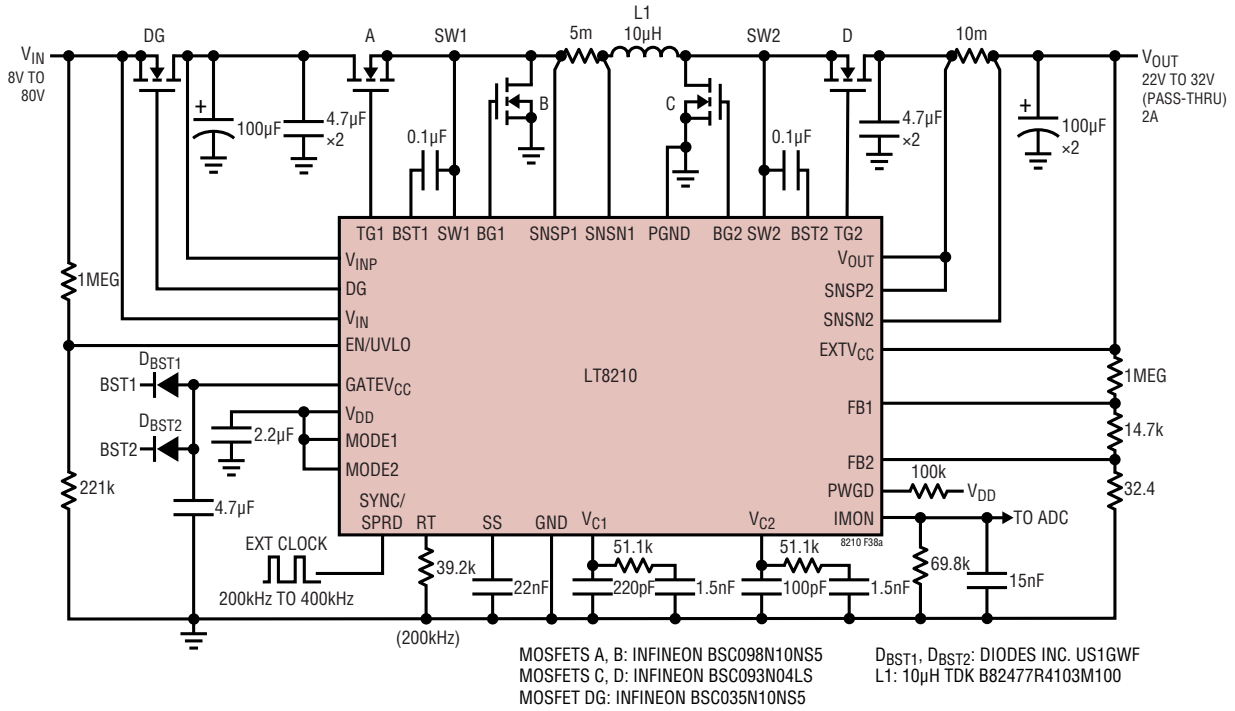 L1
DG A SW1 5m 10µH SW2 D 10m
VIN
8V TO
80V
VOUT
22V TO 32V
(PASS-THRU)
2A
+
100µF
4.7µF
×2
0.1µF
B
C
0.1µF
4.7µF
×2
+
100µF
×2
TG1 BST1 SW1 BG1 SNSP1 SNSN1 PGND BG2 SW2 BST2 TG2
VINP
DG
VIN
EN/UVLO
GATEVCC
VDD
MODE1
MODE2
SYNC/
SPRD
RT
SS
GND
VC1
VC2
LT8210
VOUT
SNSP2
SNSN2
EXTVCC
FB1
FB2
PWGD
IMON
8210 F38a
1MEG
221k
DBST1
BST1
DBST2
BST2
2.2µF
4.7µF
1MEG
14.7k
32.4
100k
VDD
TO ADC
EXT CLOCK
200kHz TO 400kHz
39.2k
(200kHz)
22nF
51.1k
220pF
1.5nF
51.1k
100pF
1.5nF
69.8k
15nF
MOSFETS A, B: INFINEON BSC098N10NS5
MOSFETS C, D: INFINEON BSC093N04LS
MOSFET DG: INFINEON BSC035N10NS5
DBST1, DBST2: DIODES INC. US1GWF
L1: 10µH TDK B82477R4103M100